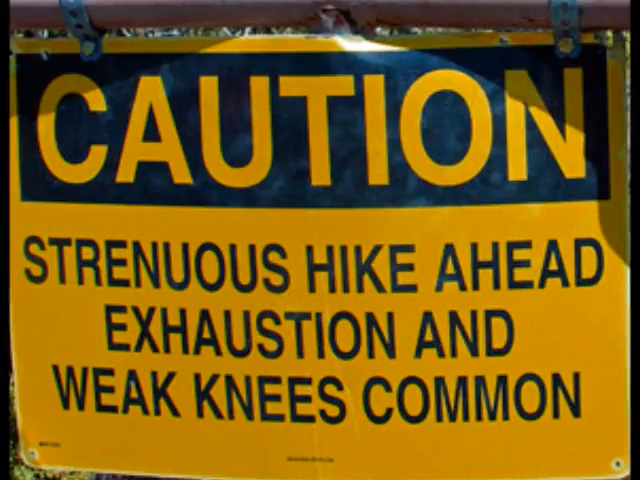 CAUTION
STRENUOUS HIKE AHEAD
EXHAUSTION AND
WEAK KNEES COMMON